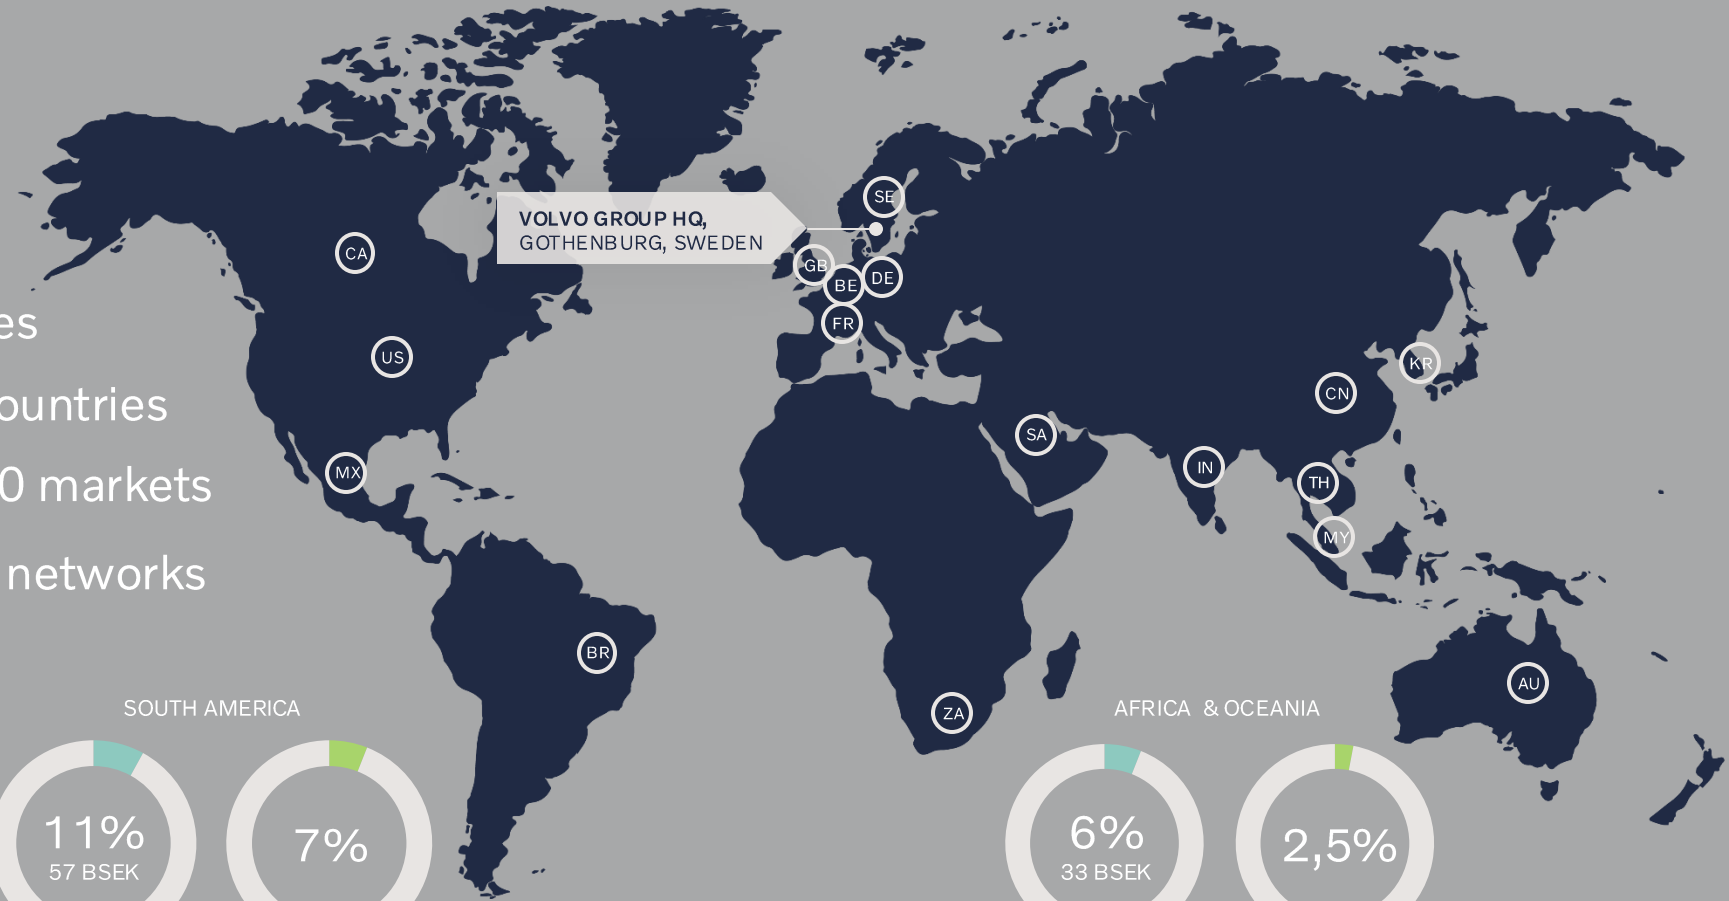 VOLVO GROUP HQ,
GOTHENBURG, SWEDEN
SE
GB
BE
DE
FR
CA
US
MX
BR
ZA
SA
IN
CN
KR
TH
MY
AU
es
ountries
0 markets
networks
SOUTH AMERICA
11%
57 BSEK
7%
AFRICA & OCEANIA
6%
33 BSEK
2,5%